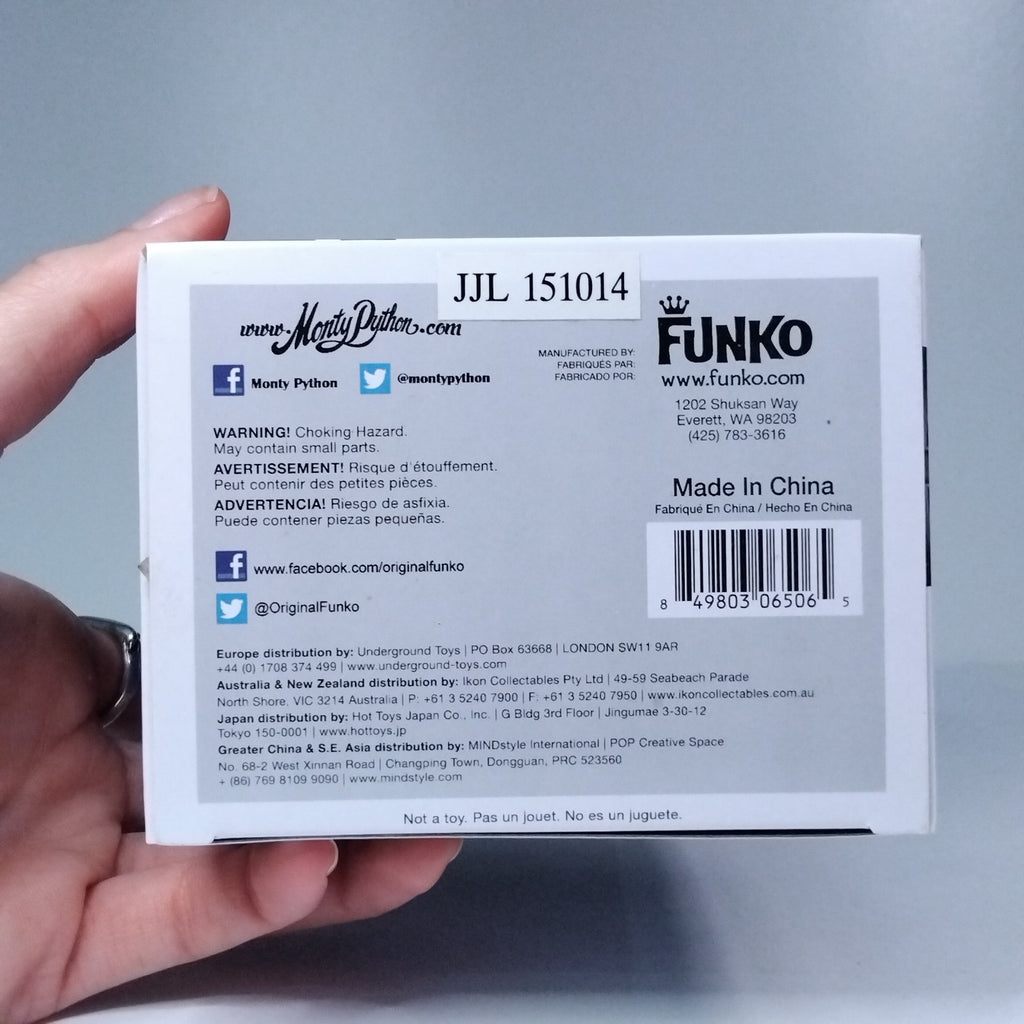 JJL 151014
www.MontyPython.com
Monty Python
@montypython
MANUFACTURED BY:
FABRIQUÉS PAR:
FABRICADO POR:
FUNKO
www.funko.com
1202 Shuksan Way
Everett, WA 98203
(425) 783-3616
WARNING! Choking Hazard.
May contain small parts.
AVERTISSEMENT! Risque d'étouffement.
Peut contenir des petites pièces.
ADVERTENCIA! Riesgo de asfixia.
Puede contener piezas pequeñas.
Made In China
Fabriqué En China / Hecho En China
8 49803 06506 5
www.facebook.com/originalfunko
@OriginalFunko
Europe distribution by: Underground Toys | PO Box 63668 | LONDON SW11 9AR
+44 (0) 1708 374 499 | www.underground-toys.com
Australia & New Zealand distribution by: Ikon Collectables Pty Ltd | 49-59 Seabeach Parade
North Shore, VIC 3214 Australia | P: +61 3 5240 7900 | F: +61 3 5240 7950 | www.ikoncollectables.com.au
Japan distribution by: Hot Toys Japan Co., Inc. | G Bldg 3rd Floor | Jingumae 3-30-12
Tokyo 150-0001 | www.hottoys.jp
Greater China & S.E. Asia distribution by: MINDstyle International | POP Creative Space
No. 68-2 West Xinnan Road | Changping Town, Dongguan, PRC 523560
+ (86) 769 8109 9090 | www.mindstyle.com
Not a toy. Pas un jouet. No es un juguete.